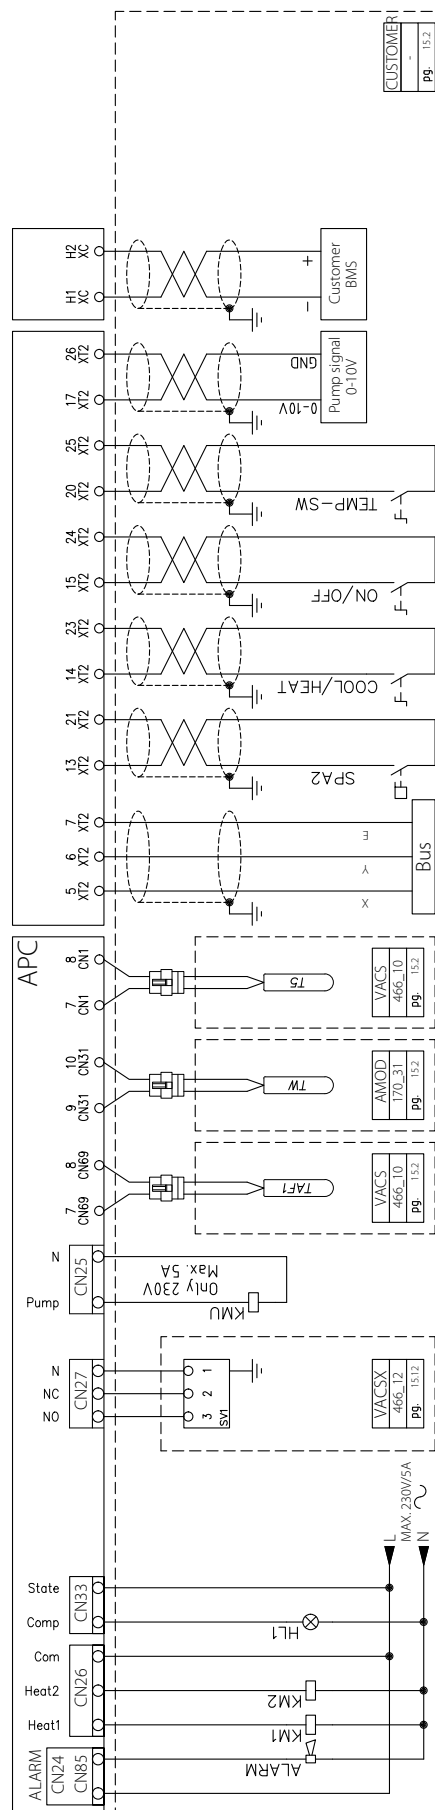 CUSTOMER
-
pg. 15.2
H2
XC
H1
XC
+
-
Customer
BMS
26
XT2
17
XT2
GND
0-10V
Pump signal
0-10V
25
XT2
20
XT2
TEMP-SW
24
XT2
15
XT2
ON/OFF
23
XT2
14
XT2
COOL/HEAT
21
XT2
13
XT2
SPA2
7
XT2
6
XT2
5
XT2
E
Y
X
Bus
APC
8
CN1
7
CN1
T5
VACS
466_10
pg. 15.2
10
CN31
9
CN31
TW
AMOD
170_31
pg. 15.2
8
CN69
7
CN69
TAF1
VACS
466_10
pg. 15.2
N
Pump
CN25
Only 230V
Max. 5A
KMU
N
NC
NO
CN27
1
2
3
SV1
VACSX
466_12
pg. 15.12
MAX. 230V/5A
L
N
State
Comp
CN33
HL1
Com
Heat2
Heat1
CN26
KM2
KM1
ALARM
CN24
CN85
ALARM